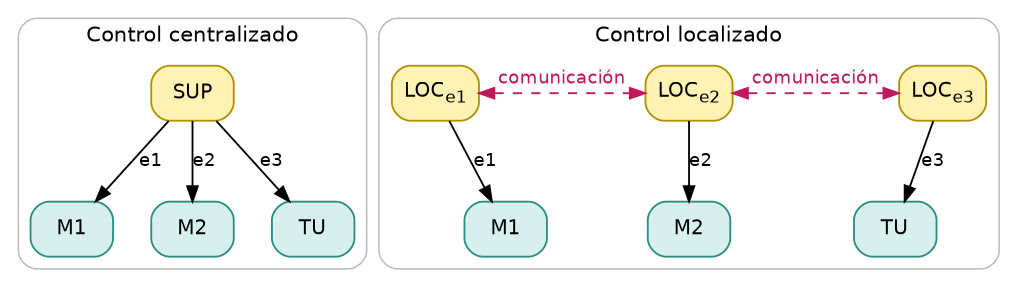 Control centralizado
SUP
e1 e2 e3
M1 M2 TU
Control localizado
LOCe1 comunicación LOCe2 comunicación LOCe3
e1 e2 e3
M1 M2 TU